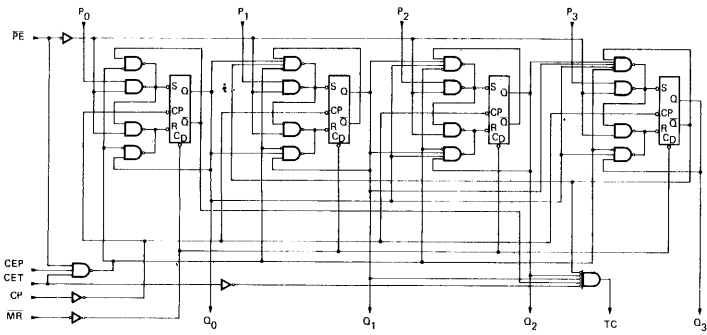 P0 P1 P2 P3
PE
S Q S Q S Q S Q
CP CP CP CP
R Q R Q R Q R Q
CD CD CD CD
CEP
CET
CP
MR
Q0 Q1 Q2 TC Q3